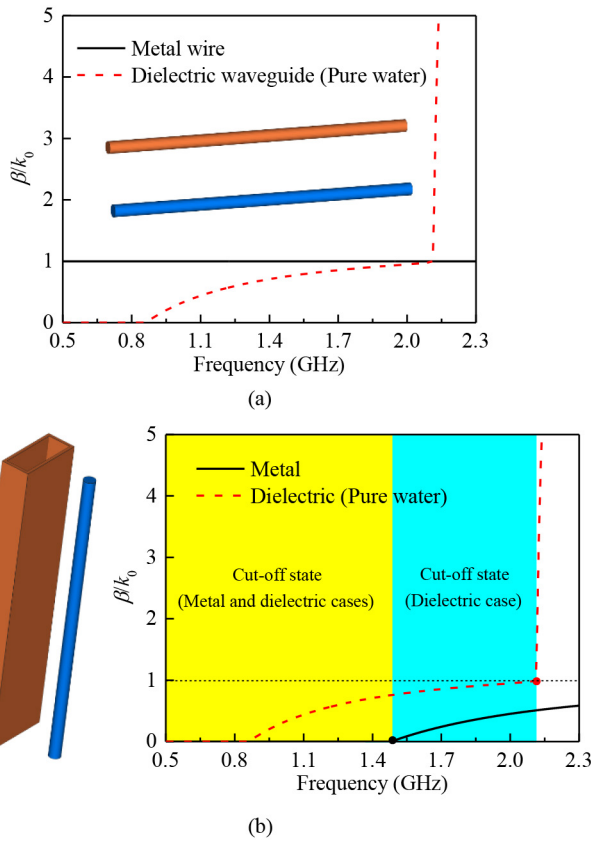 5
4
3
2
1
0
β/k0
Metal wire
Dielectric waveguide (Pure water)
0.5 0.8 1.1 1.4 1.7 2.0 2.3
Frequency (GHz)
(a)
5
4
3
2
1
0
β/k0
Metal
Dielectric (Pure water)
Cut-off state
(Metal and dielectric cases)
Cut-off state
(Dielectric case)
0.5 0.8 1.1 1.4 1.7 2.0 2.3
Frequency (GHz)
(b)